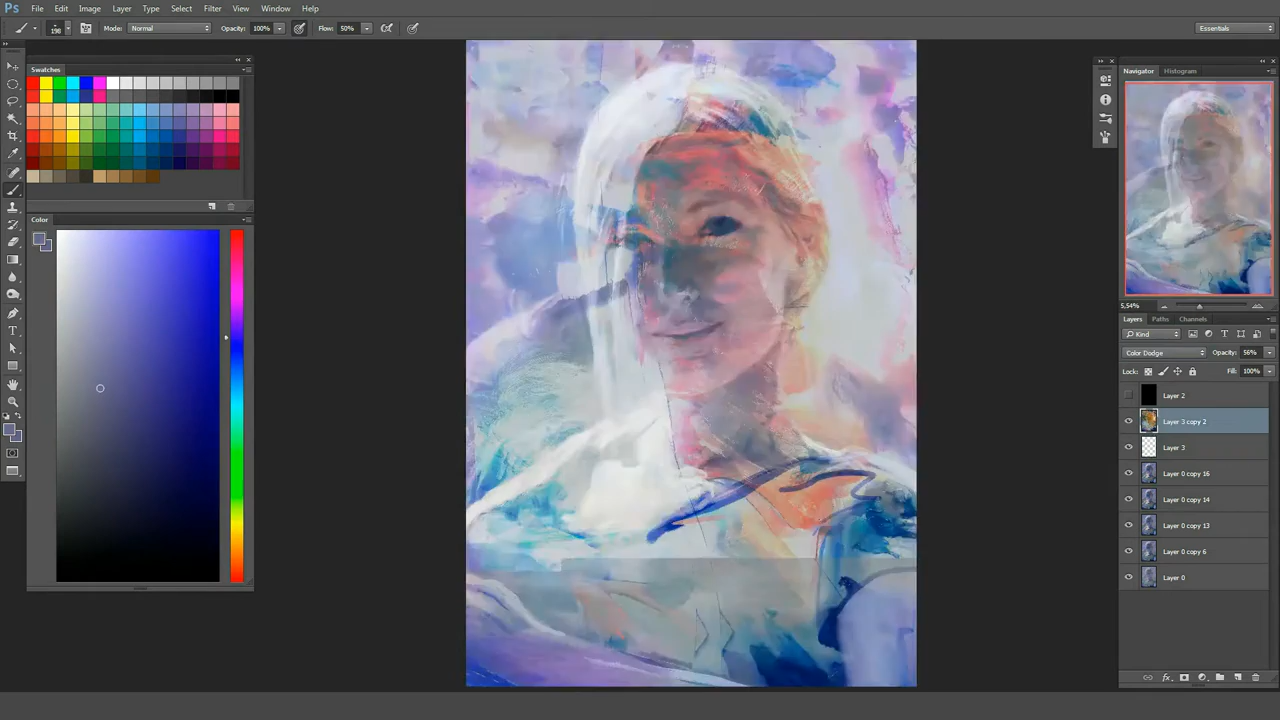 Ps File Edit Image Layer Type Select Filter View Window Help
198 Mode: Normal Opacity: 100% Flow: 50% Essentials
Swatches
Color
Navigator Histogram
5,54%
Layers Paths Channels
Kind
Color Dodge Opacity: 56%
Lock: Fill: 100%
Layer 2
Layer 3 copy 2
Layer 3
Layer 0 copy 16
Layer 0 copy 14
Layer 0 copy 13
Layer 0 copy 6
Layer 0
fx